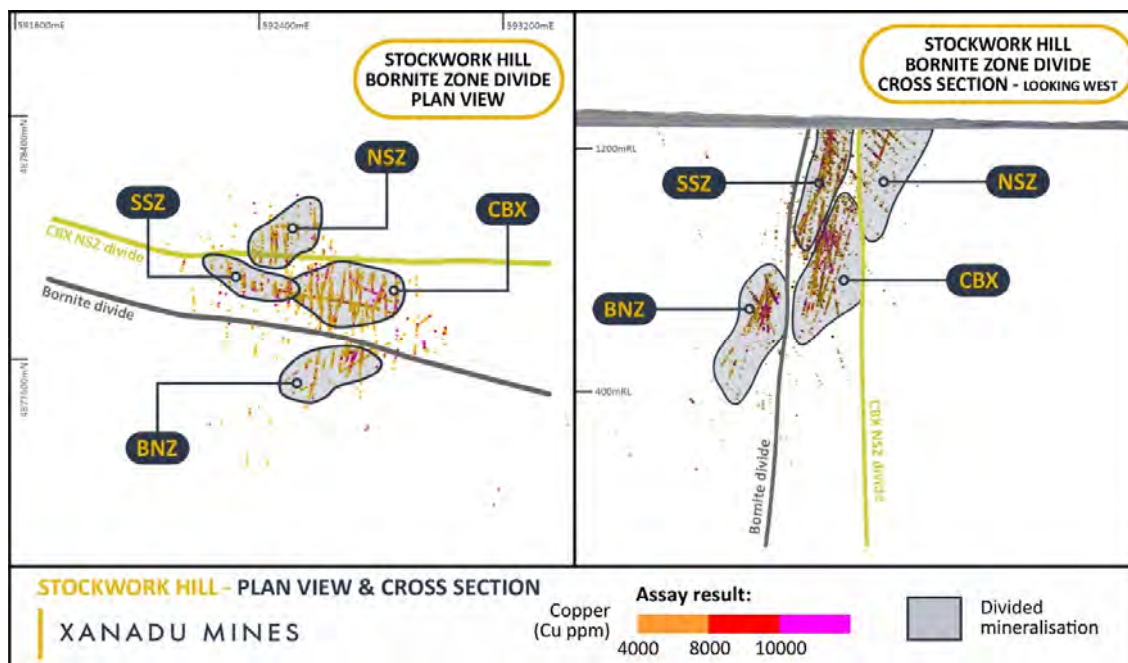 591600mE
592400mE
593200mE
STOCKWORK HILL
BORNITE ZONE DIVIDE
PLAN VIEW
4878400mN
NSZ
SSZ
CBX
CBX NSZ divide
Bornite divide
4877600mN
BNZ
STOCKWORK HILL
BORNITE ZONE DIVIDE
CROSS SECTION - LOOKING WEST
1200mRL
SSZ
NSZ
CBX
BNZ
400mRL
Bornite divide
CBX NSZ divide
STOCKWORK HILL - PLAN VIEW & CROSS SECTION
XANADU MINES
Assay result:
Copper
(Cu ppm)
4000 8000 10000
Divided
mineralisation